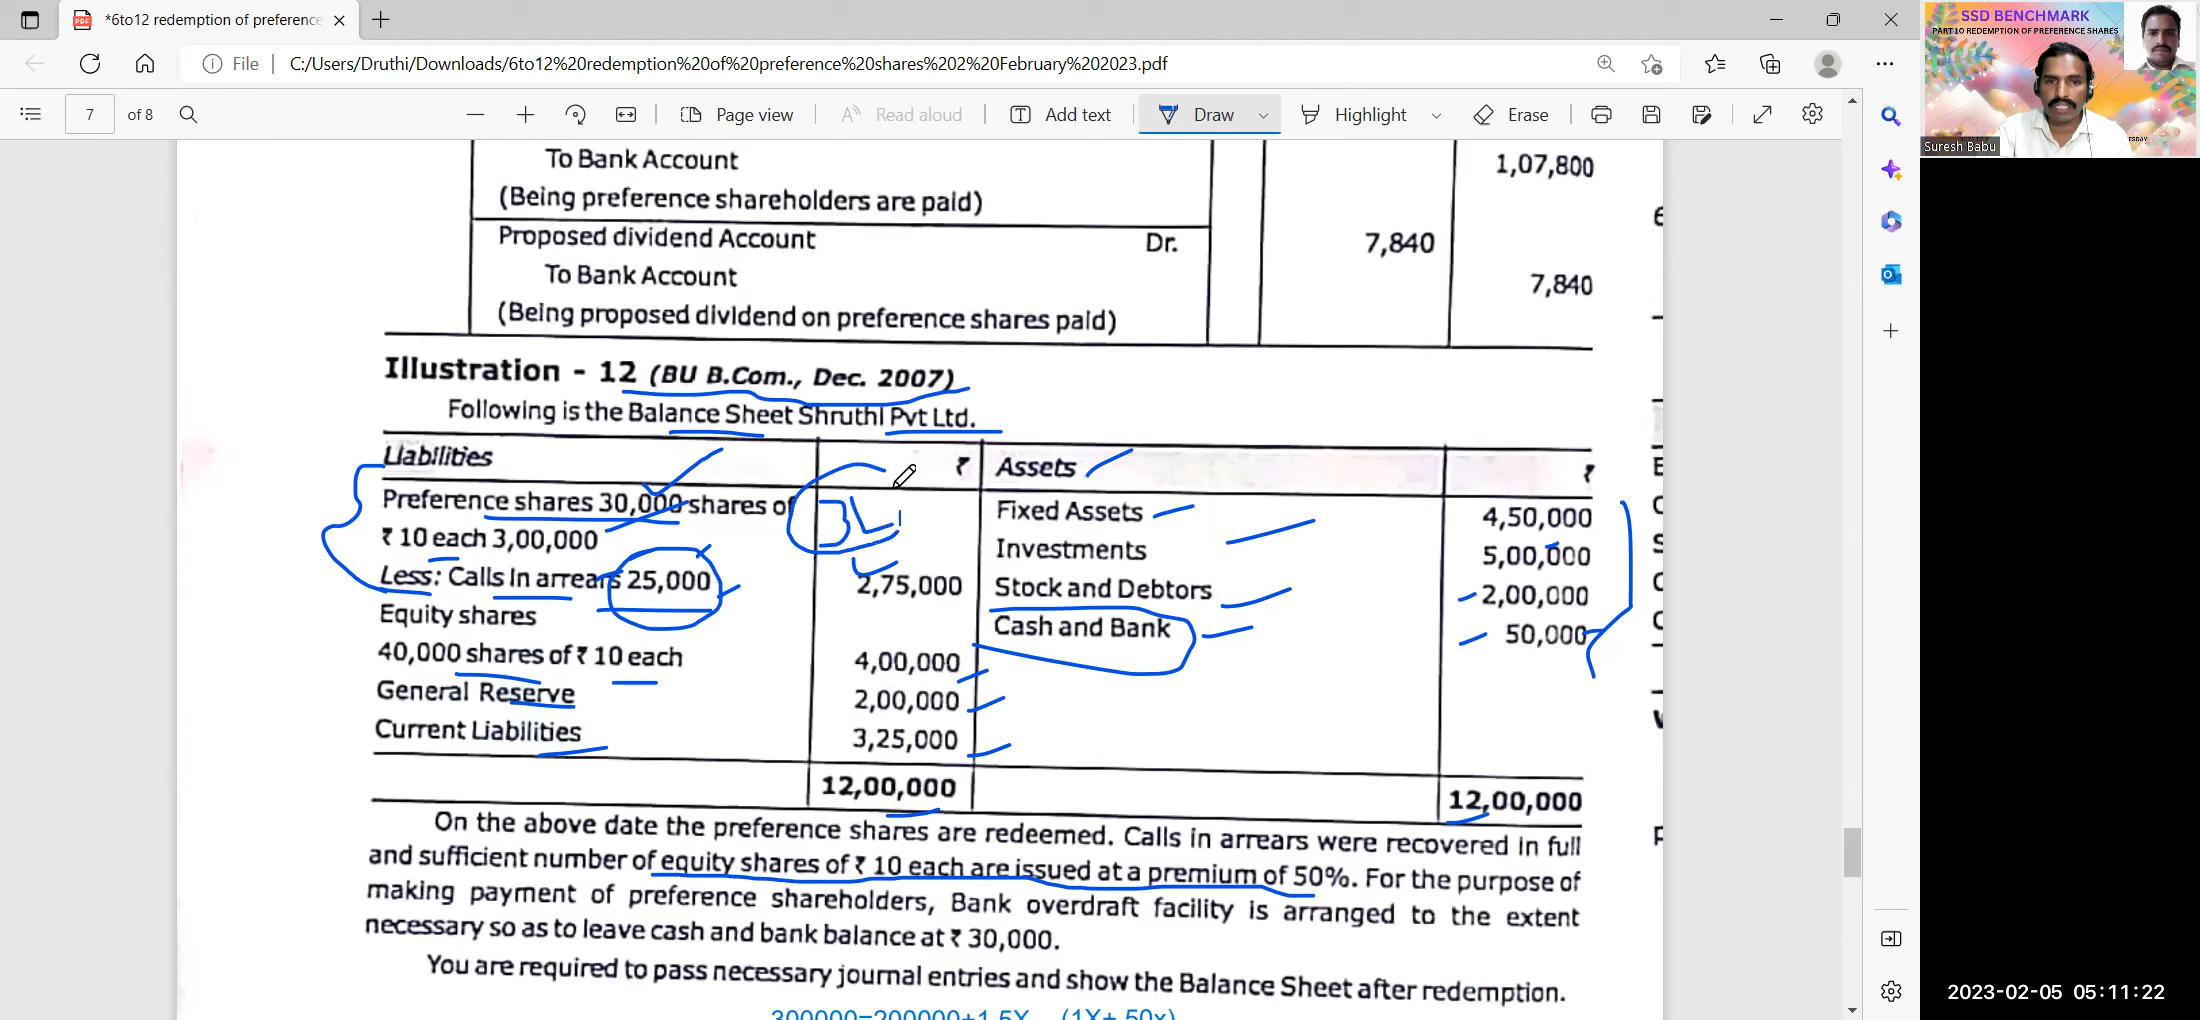 *6to12 redemption of preference
File C:/Users/Druthi/Downloads/6to12%20redemption%20of%20preference%20shares%202%20February%202023.pdf
7 of 8 Page view Read aloud Add text Draw Highlight Erase
SSD BENCHMARK
PART 10 REDEMPTION OF PREFERENCE SHARES
Suresh Babu
To Bank Account 1,07,800
(Being preference shareholders are paid)
Proposed dividend Account Dr. 7,840
To Bank Account 7,840
(Being proposed dividend on preference shares paid)
Illustration - 12 (BU B.Com., Dec. 2007)
Following is the Balance Sheet Shruthi Pvt Ltd.
Liabilities ₹ Assets ₹
Preference shares 30,000 shares of Fixed Assets 4,50,000
₹ 10 each 3,00,000 Investments 5,00,000
Less: Calls in arrears 25,000 2,75,000 Stock and Debtors 2,00,000
Equity shares Cash and Bank 50,000
40,000 shares of ₹ 10 each 4,00,000
General Reserve 2,00,000
Current Liabilities 3,25,000
12,00,000 12,00,000
On the above date the preference shares are redeemed. Calls in arrears were recovered in full
and sufficient number of equity shares of ₹ 10 each are issued at a premium of 50%. For the purpose of
making payment of preference shareholders, Bank overdraft facility is arranged to the extent
necessary so as to leave cash and bank balance at ₹ 30,000.
You are required to pass necessary journal entries and show the Balance Sheet after redemption.
300000=200000+1.5X (1X+.50x)
2023-02-05 05:11:22